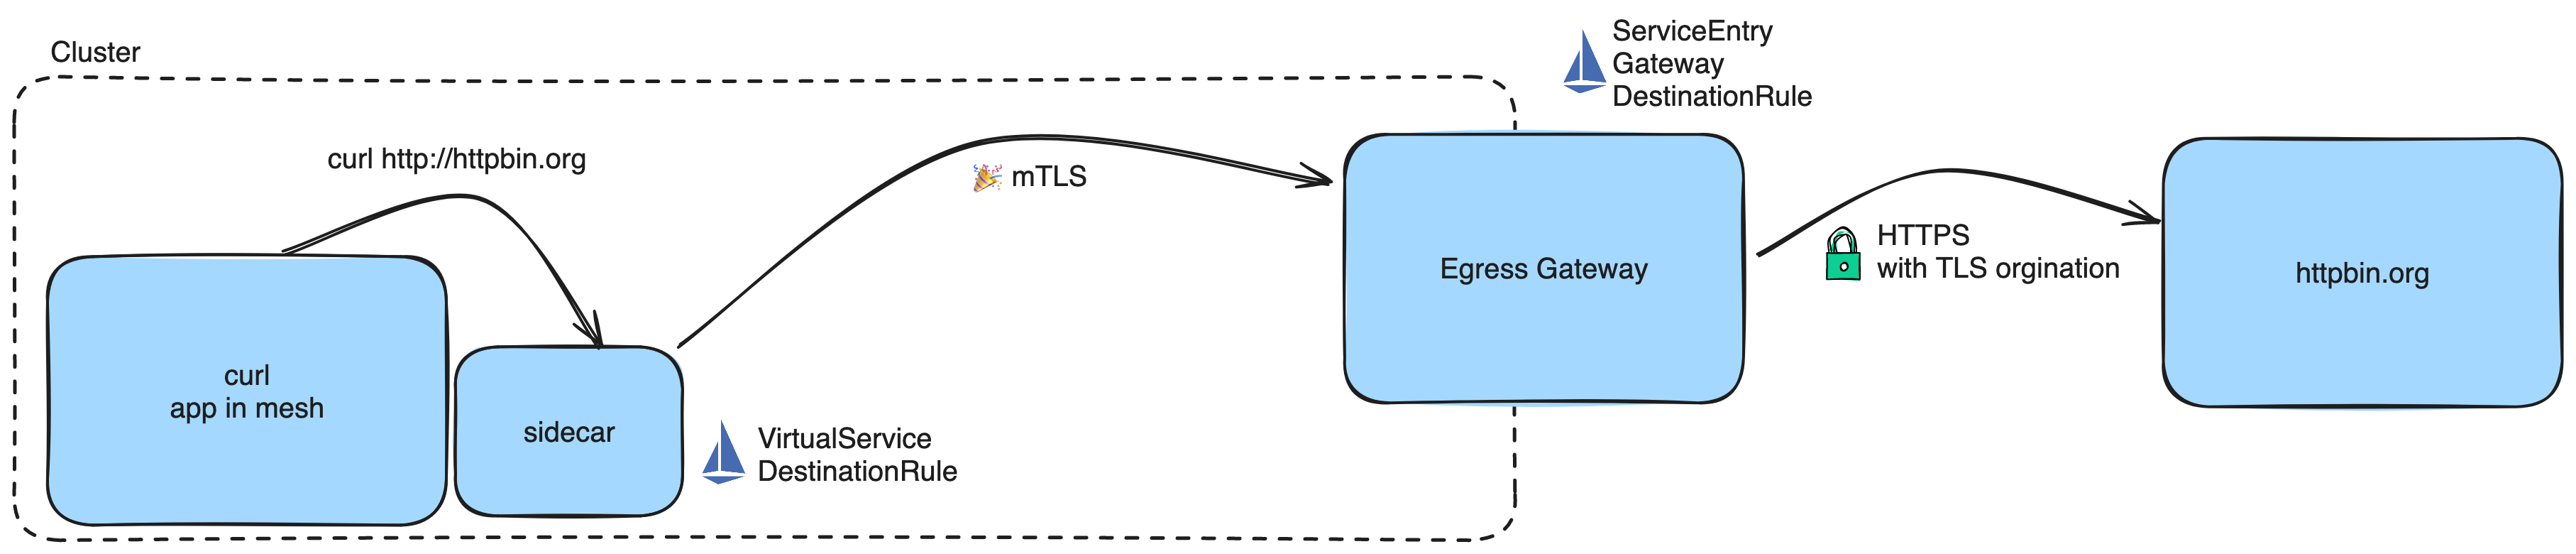 Cluster
ServiceEntry
Gateway
DestinationRule
curl http://httpbin.org
🎉 mTLS
HTTPS
with TLS orgination
Egress Gateway
httpbin.org
curl
app in mesh
sidecar
VirtualService
DestinationRule